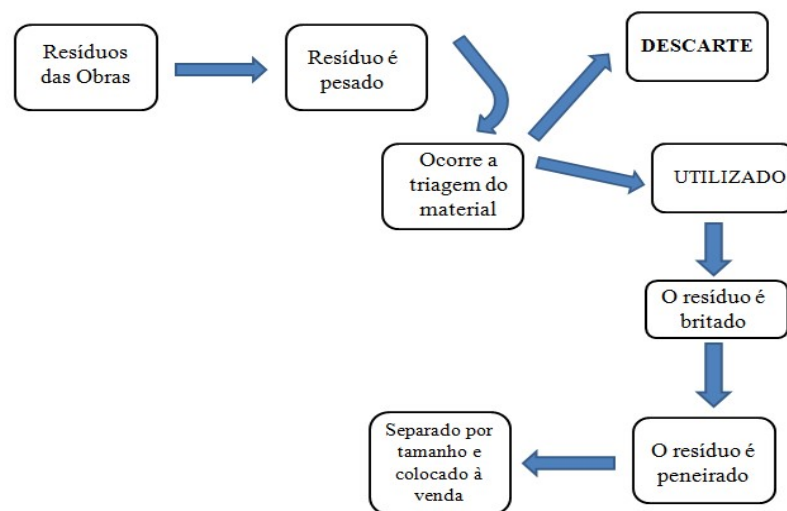 Resíduos
das Obras
Resíduo é
pesado
DESCARTE
Ocorre a
triagem do
material
UTILIZADO
O resíduo é
britado
O resíduo é
peneirado
Separado por
tamanho e
colocado à
venda